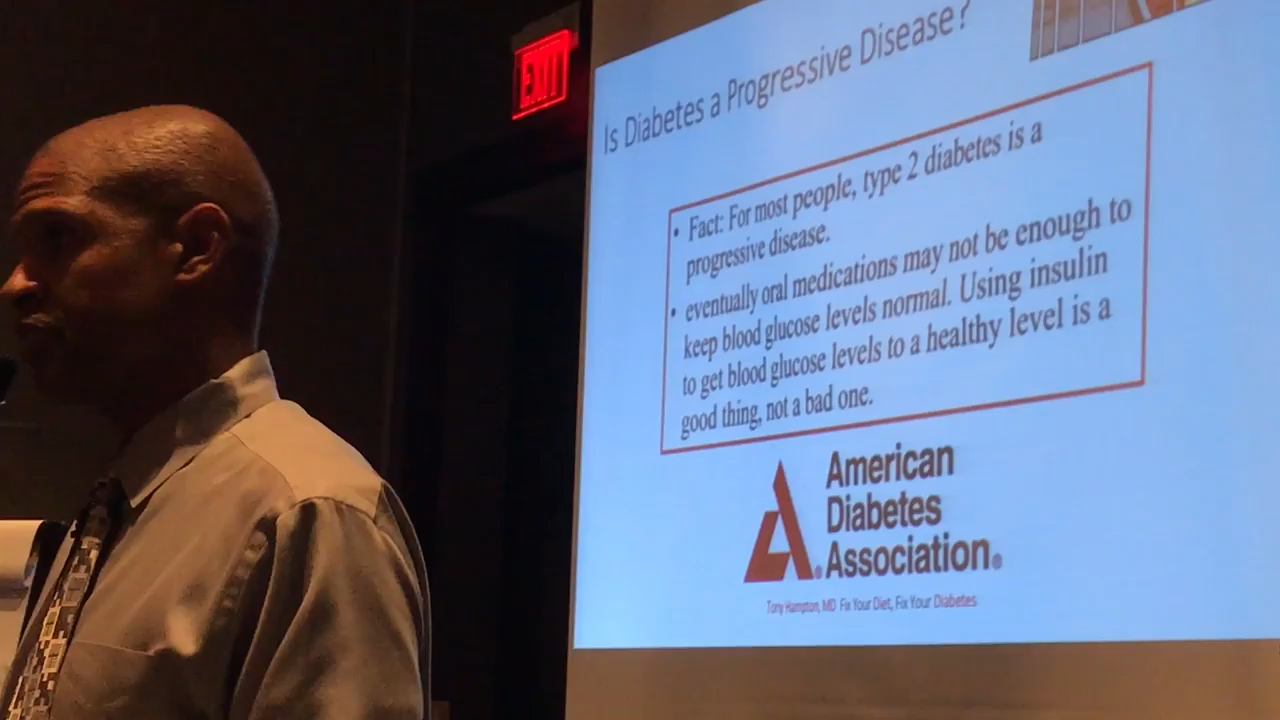 EXIT
Is Diabetes a Progressive Disease?
• Fact: For most people, type 2 diabetes is a
progressive disease.
• eventually oral medications may not be enough to
keep blood glucose levels normal. Using insulin
to get blood glucose levels to a healthy level is a
good thing, not a bad one.
American
Diabetes
Association®
Tony Hampton, MD Fix Your Diet, Fix Your Diabetes